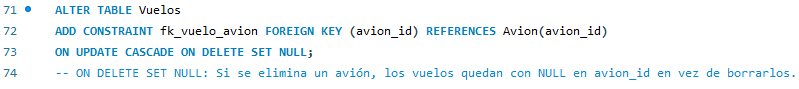 71 ALTER TABLE Vuelos
72 ADD CONSTRAINT fk_vuelo_avion FOREIGN KEY (avion_id) REFERENCES Avion(avion_id)
73 ON UPDATE CASCADE ON DELETE SET NULL;
74 -- ON DELETE SET NULL: Si se elimina un avión, los vuelos quedan con NULL en avion_id en vez de borrarlos.